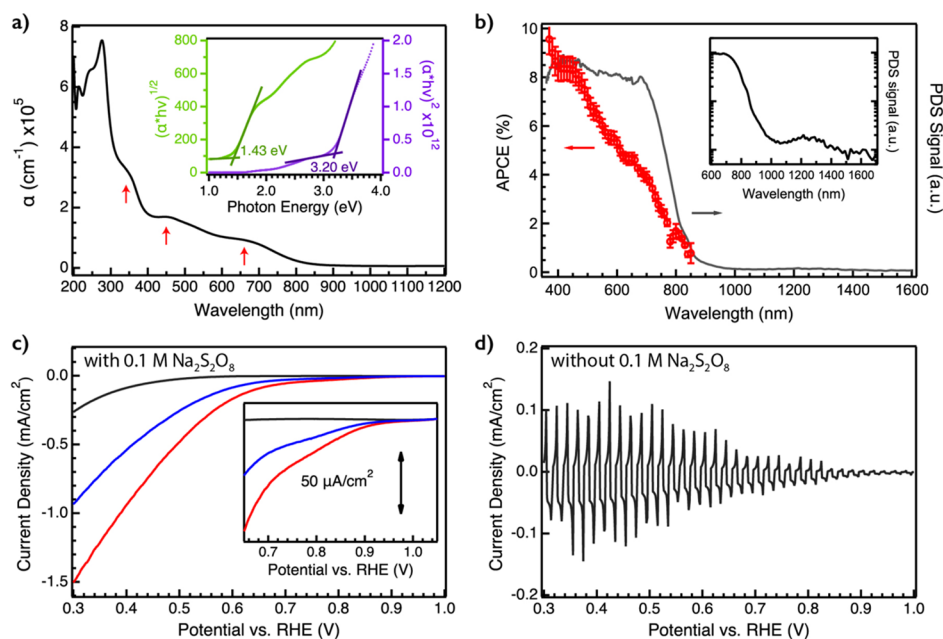 a)
α (cm⁻¹) x10⁵
8
6
4
2
0
200 300 400 500 600 700 800 900 1000 1100 1200
Wavelength (nm)
(α*hν)^1/2
800
600
400
200
0
1.43 eV
3.20 eV
2.0
1.5
1.0
0.5
0.0
(α*hν)² x10¹²
1.0 2.0 3.0 4.0
Photon Energy (eV)
b)
APCE (%)
10
8
6
4
2
0
400 600 800 1000 1200 1400 1600
Wavelength (nm)
PDS Signal (a.u.)
PDS signal (a.u.)
600 800 1000 1200 1400 1600
Wavelength (nm)
c)
with 0.1 M Na₂S₂O₈
Current Density (mA/cm²)
0.0
-0.5
-1.0
-1.5
0.3 0.4 0.5 0.6 0.7 0.8 0.9 1.0
Potential vs. RHE (V)
50 μA/cm²
0.7 0.8 0.9 1.0
Potential vs. RHE (V)
d)
without 0.1 M Na₂S₂O₈
Current Density (mA/cm²)
0.2
0.1
0.0
-0.1
-0.2
0.3 0.4 0.5 0.6 0.7 0.8 0.9 1.0
Potential vs. RHE (V)